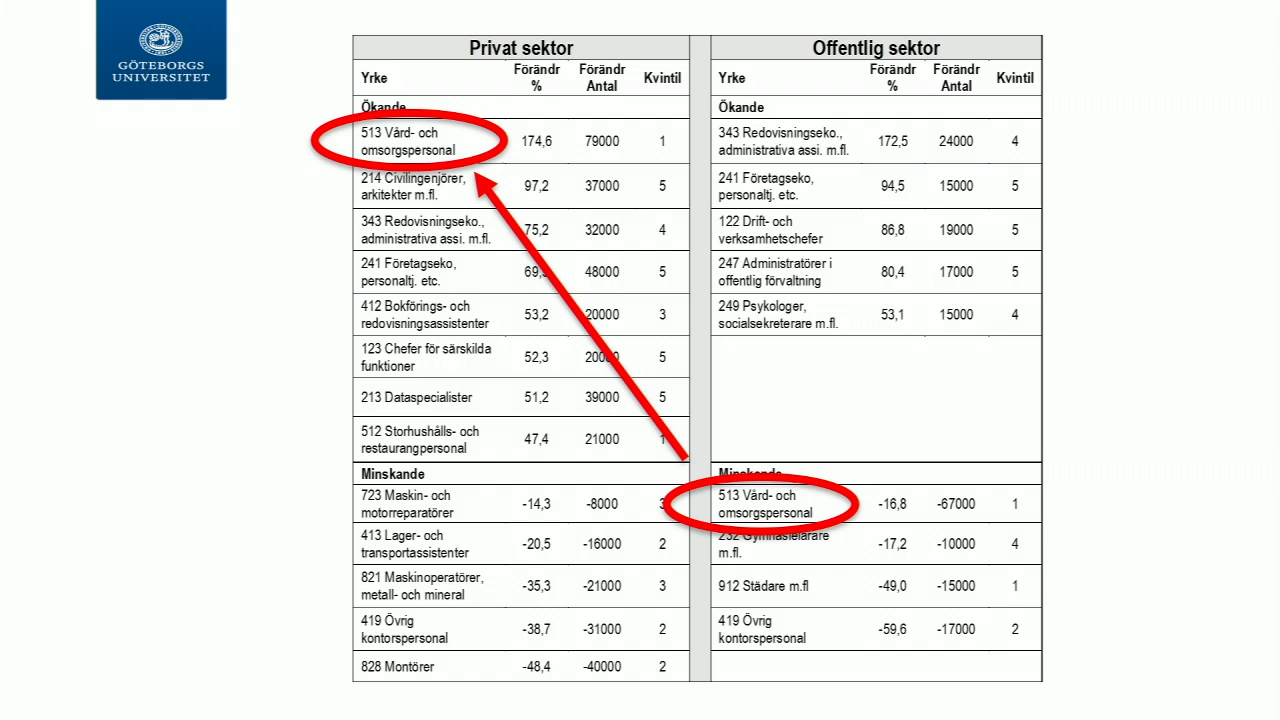 GÖTEBORGS
UNIVERSITET
Privat sektor
Yrke Förändr % Förändr Antal Kvintil
Ökande
513 Vård- och
omsorgspersonal 174,6 79000 1
214 Civilingenjörer,
arkitekter m.fl. 97,2 37000 5
343 Redovisningseko.,
administrativa assi. m.fl. 75,2 32000 4
241 Företagseko,
personaltj. etc. 48000 5
412 Bokförings- och
redovisningsassistenter 53,2 20000 3
123 Chefer för särskilda
funktioner 52,3 20000 5
213 Dataspecialister 51,2 39000 5
512 Storhushålls- och
restaurangpersonal 47,4 21000 1
Minskande
723 Maskin- och
motorreparatörer -14,3 -8000 3
413 Lager- och
transportassistenter -20,5 -16000 2
821 Maskinoperatörer,
metall- och mineral -35,3 -21000 3
419 Övrig
kontorspersonal -38,7 -31000 2
828 Montörer -48,4 -40000 2
Offentlig sektor
Yrke Förändr % Förändr Antal Kvintil
Ökande
343 Redovisningseko.,
administrativa assi. m.fl. 172,5 24000 4
241 Företagseko,
personaltj. etc. 94,5 15000 5
122 Drift- och
verksamhetschefer 86,8 19000 5
247 Administratörer i
offentlig förvaltning 80,4 17000 5
249 Psykologer,
socialsekreterare m.fl. 53,1 15000 4
Minskande
513 Vård- och
omsorgspersonal -16,8 -67000 1
232 Gymnasielärare
m.fl. -17,2 -10000 4
912 Städare m.fl -49,0 -15000 1
419 Övrig
kontorspersonal -59,6 -17000 2